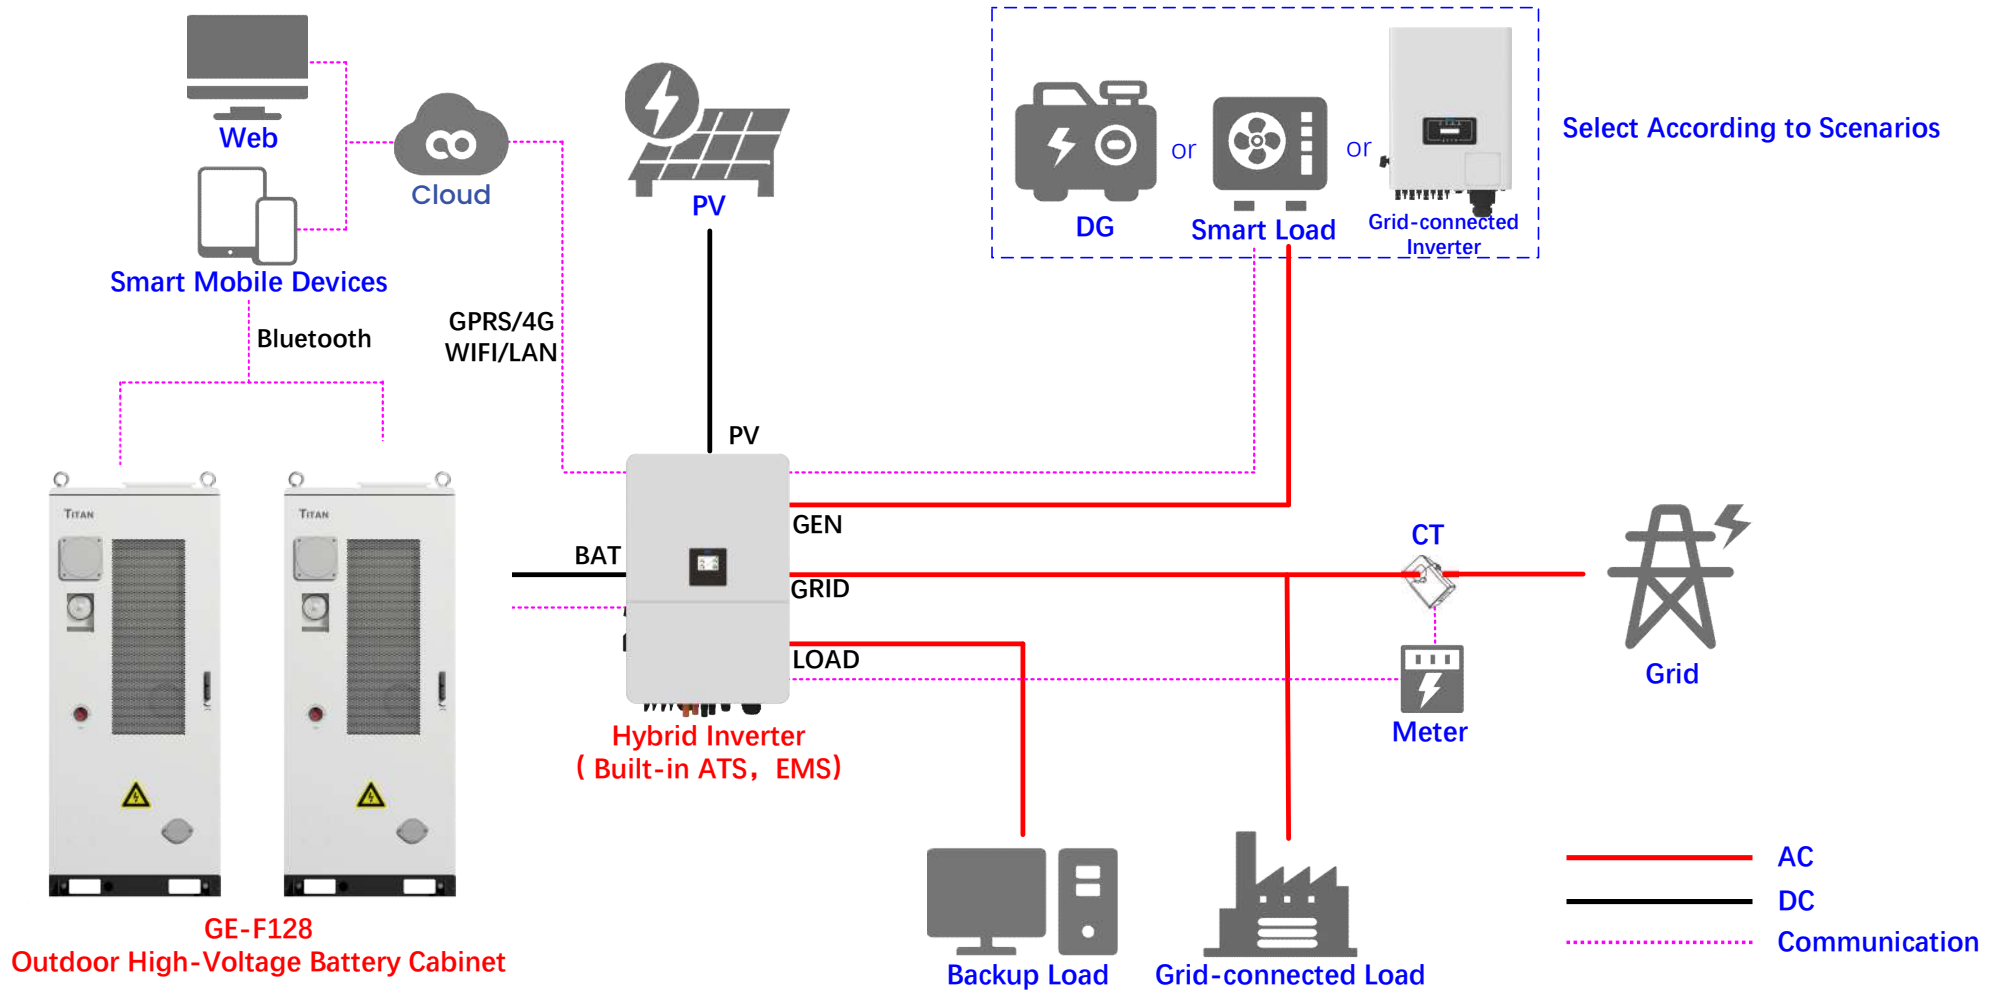 Web
Cloud
Smart Mobile Devices
Bluetooth
GPRS/4G
WIFI/LAN
PV
PV
DG
or
Smart Load
or
Grid-connected
Inverter
Select According to Scenarios
TITAN
TITAN
BAT
GEN
GRID
LOAD
CT
Grid
Meter
Hybrid Inverter
( Built-in ATS, EMS)
GE-F128
Outdoor High-Voltage Battery Cabinet
Backup Load
Grid-connected Load
AC
DC
Communication